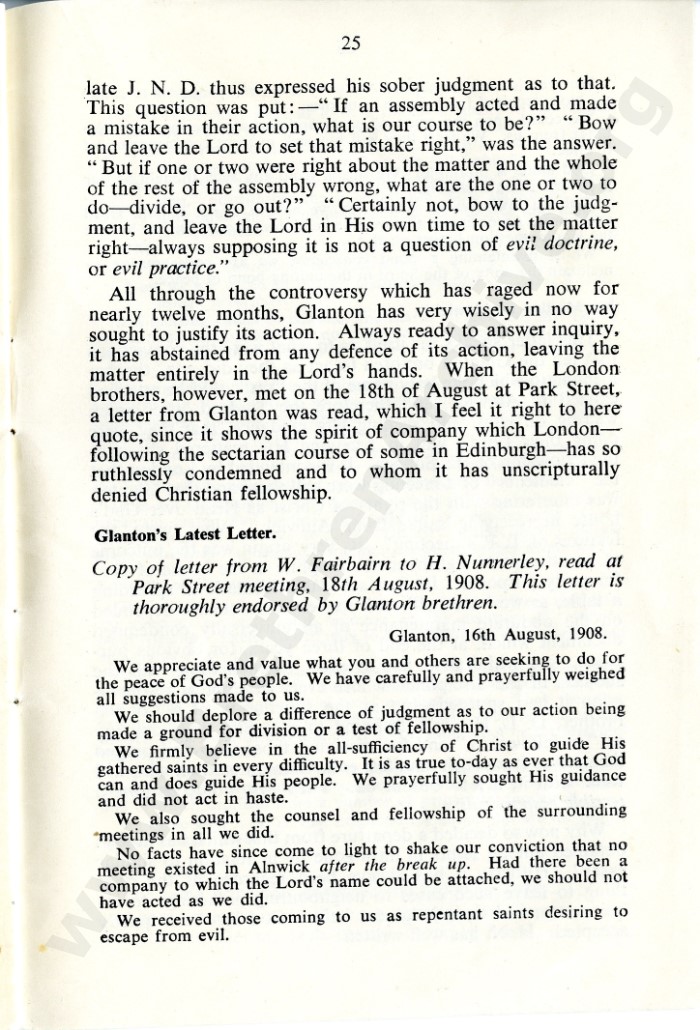 25
late J. N. D. thus expressed his sober judgment as to that.
This question was put:—“ If an assembly acted and made
a mistake in their action, what is our course to be?” “ Bow
and leave the Lord to set that mistake right,” was the answer.
“ But if one or two were right about the matter and the whole
of the rest of the assembly wrong, what are the one or two to
do—divide, or go out?” “ Certainly not, bow to the judg-
ment, and leave the Lord in His own time to set the matter
right—always supposing it is not a question of evil doctrine,
or evil practice.”
All through the controversy which has raged now for
nearly twelve months, Glanton has very wisely in no way
sought to justify its action. Always ready to answer inquiry,
it has abstained from any defence of its action, leaving the
matter entirely in the Lord’s hands. When the London
brothers, however, met on the 18th of August at Park Street,
a letter from Glanton was read, which I feel it right to here
quote, since it shows the spirit of company which London—
following the sectarian course of some in Edinburgh—has so
ruthlessly condemned and to whom it has unscripturally
denied Christian fellowship.
Glanton’s Latest Letter.
Copy of letter from W. Fairbairn to H. Nunnerley, read at
Park Street meeting, 18th August, 1908. This letter is
thoroughly endorsed by Glanton brethren.
Glanton, 16th August, 1908.
We appreciate and value what you and others are seeking to do for
the peace of God’s people. We have carefully and prayerfully weighed
all suggestions made to us.
We should deplore a difference of judgment as to our action being
made a ground for division or a test of fellowship.
We firmly believe in the all-sufficiency of Christ to guide His
gathered saints in every difficulty. It is as true to-day as ever that God
can and does guide His people. We prayerfully sought His guidance
and did not act in haste.
We also sought the counsel and fellowship of the surrounding
meetings in all we did.
No facts have since come to light to shake our conviction that no
meeting existed in Alnwick after the break up. Had there been a
company to which the Lord’s name could be attached, we should not
have acted as we did.
We received those coming to us as repentant saints desiring to
escape from evil.